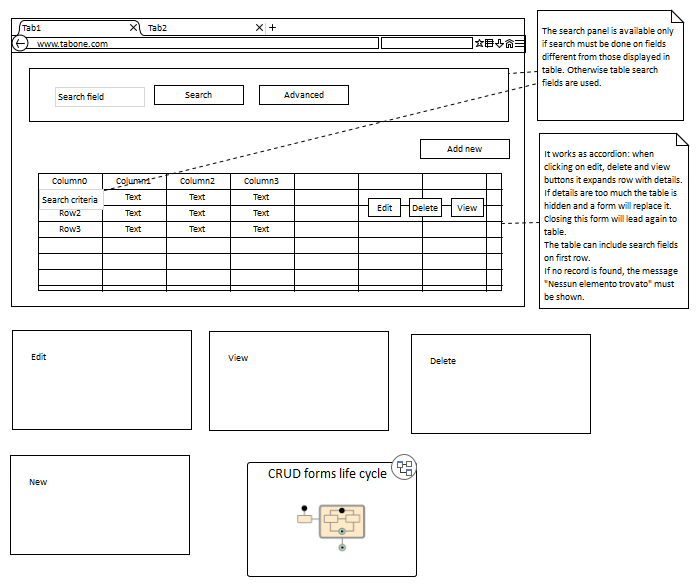 Tab1
Tab2
+
www.tabone.com
Search field
Search
Advanced
Add new
Column0 Column1 Column2 Column3
Search criteria Text Text Text
Row2 Text Text Text
Row3 Text Text Text
Edit Delete View
The search panel is available only
if search must be done on fields
different from those displayed in
table. Otherwise table search
fields are used.
It works as accordion: when
clicking on edit, delete and view
buttons it expands row with details.
If details are too much the table is
hidden and a form will replace it.
Closing this form will lead again to
table.
The table can include search fields
on first row.
If no record is found, the message
"Nessun elemento trovato" must
be shown.
Edit
View
Delete
New
CRUD forms life cycle